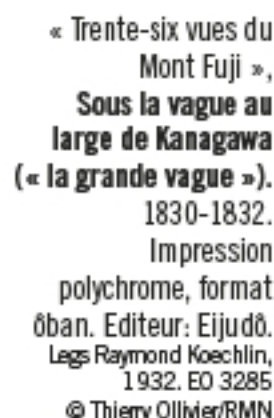 « Trente-six vues du
Mont Fuji »,
Sous la vague au
large de Kanagawa
(« la grande vague »).
1830-1832.
Impression
polychrome, format
ôban. Editeur: Eijudô.
Legs Raymond Koechlin,
1932. EO 3285
© Thierry Ollivier/RMN